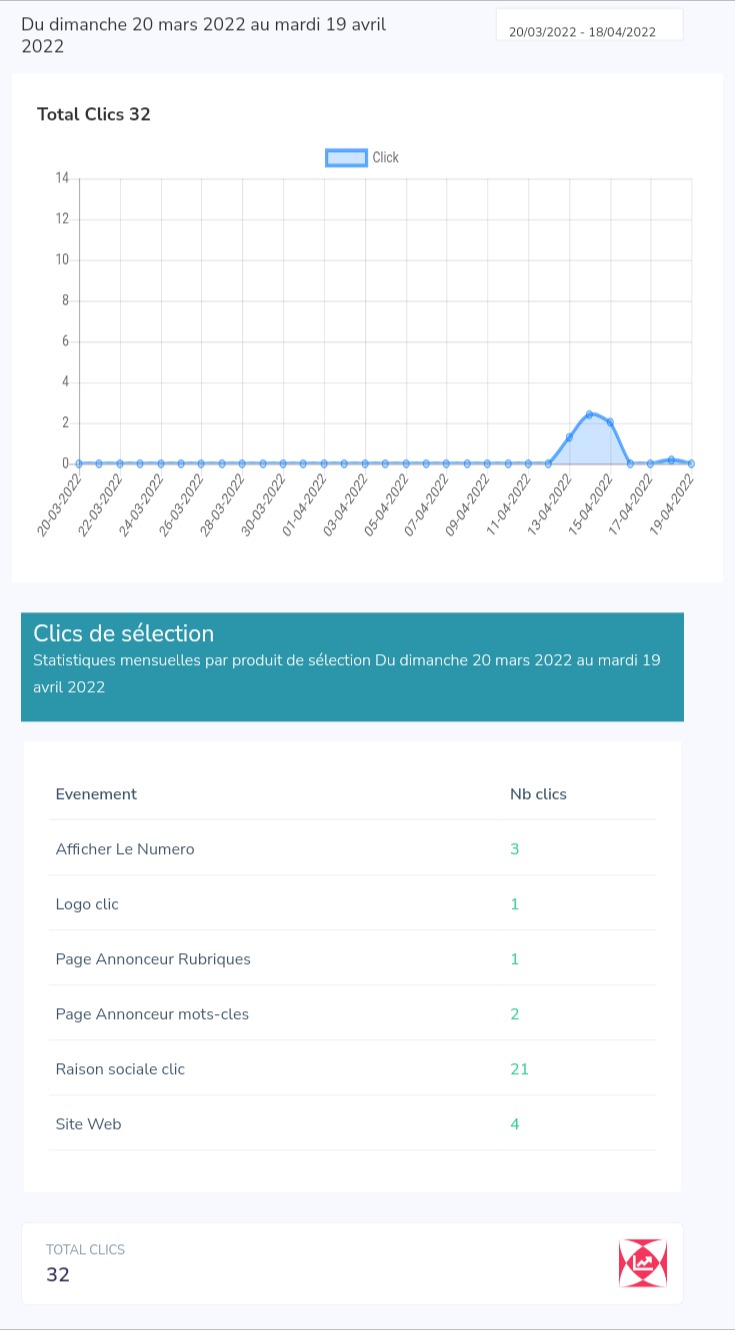 Du dimanche 20 mars 2022 au mardi 19 avril
2022
20/03/2022 - 18/04/2022
Total Clics 32
Click
14
12
10
8
6
4
2
0
20-03-2022
22-03-2022
24-03-2022
26-03-2022
28-03-2022
30-03-2022
01-04-2022
03-04-2022
05-04-2022
07-04-2022
09-04-2022
11-04-2022
13-04-2022
15-04-2022
17-04-2022
19-04-2022
Clics de sélection
Statistiques mensuelles par produit de sélection Du dimanche 20 mars 2022 au mardi 19
avril 2022
Evenement Nb clics
Afficher Le Numero 3
Logo clic 1
Page Annonceur Rubriques 1
Page Annonceur mots-cles 2
Raison sociale clic 21
Site Web 4
TOTAL CLICS
32